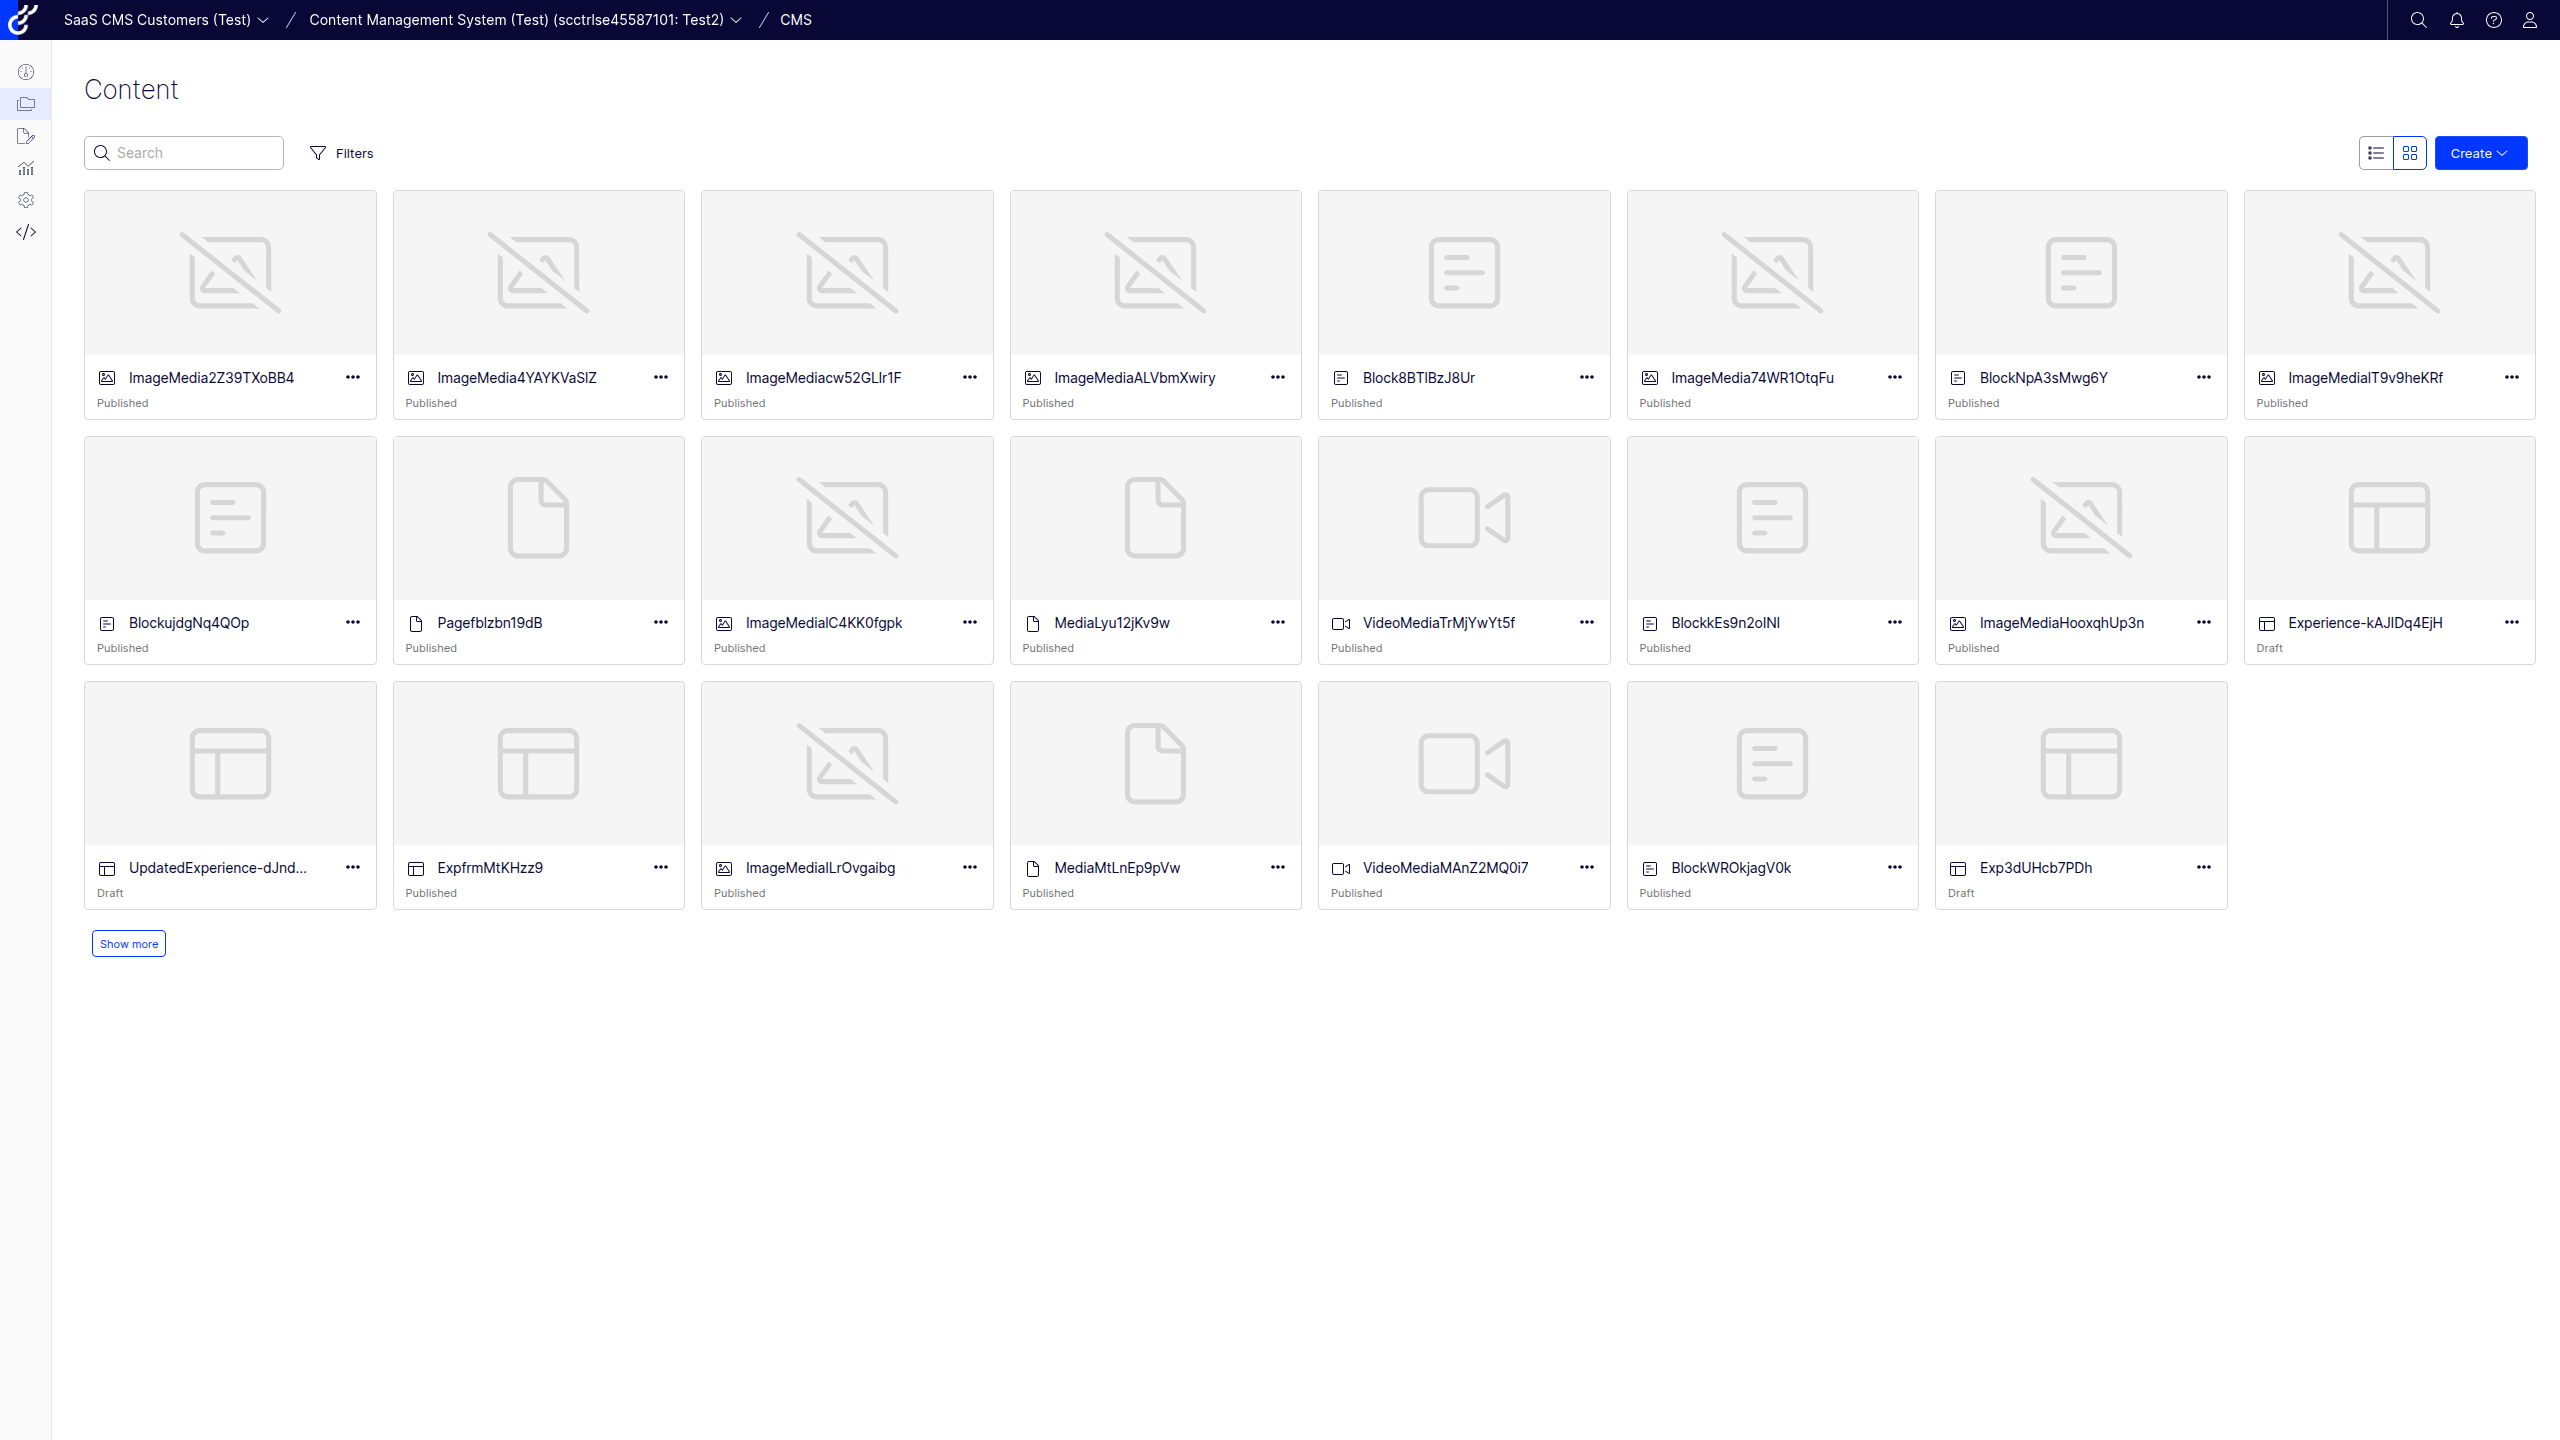 SaaS CMS Customers (Test) / Content Management System (Test) (scctrlse45587101: Test2) / CMS
Content
Search
Filters
Create
ImageMedia2Z39TXoBB4
ImageMedia4YAYKVaSlZ
ImageMediacw52GLlr1F
ImageMediaALVbmXwiry
Block8BTlBzJ8Ur
ImageMedia74WR1OtqFu
BlockNpA3sMwg6Y
ImageMedialT9v9heKRf
Published
Published
Published
Published
Published
Published
Published
Published
BlockujdgNq4QOp
Pagefblzbn19dB
ImageMedialC4KK0fgpk
MediaLyu12jKv9w
VideoMediaTrMjYwYt5f
BlockkEs9n2olNl
ImageMediaHooxqhUp3n
Experience-kAJlDq4EjH
Published
Published
Published
Published
Published
Published
Published
Draft
UpdatedExperience-dJnd...
ExpfrmMtKHzz9
ImageMedialLrOvgaibg
MediaMtLnEp9pVw
VideoMediaMAnZ2MQ0i7
BlockWROkjagV0k
Exp3dUHcb7PDh
Draft
Published
Published
Published
Published
Published
Draft
Show more